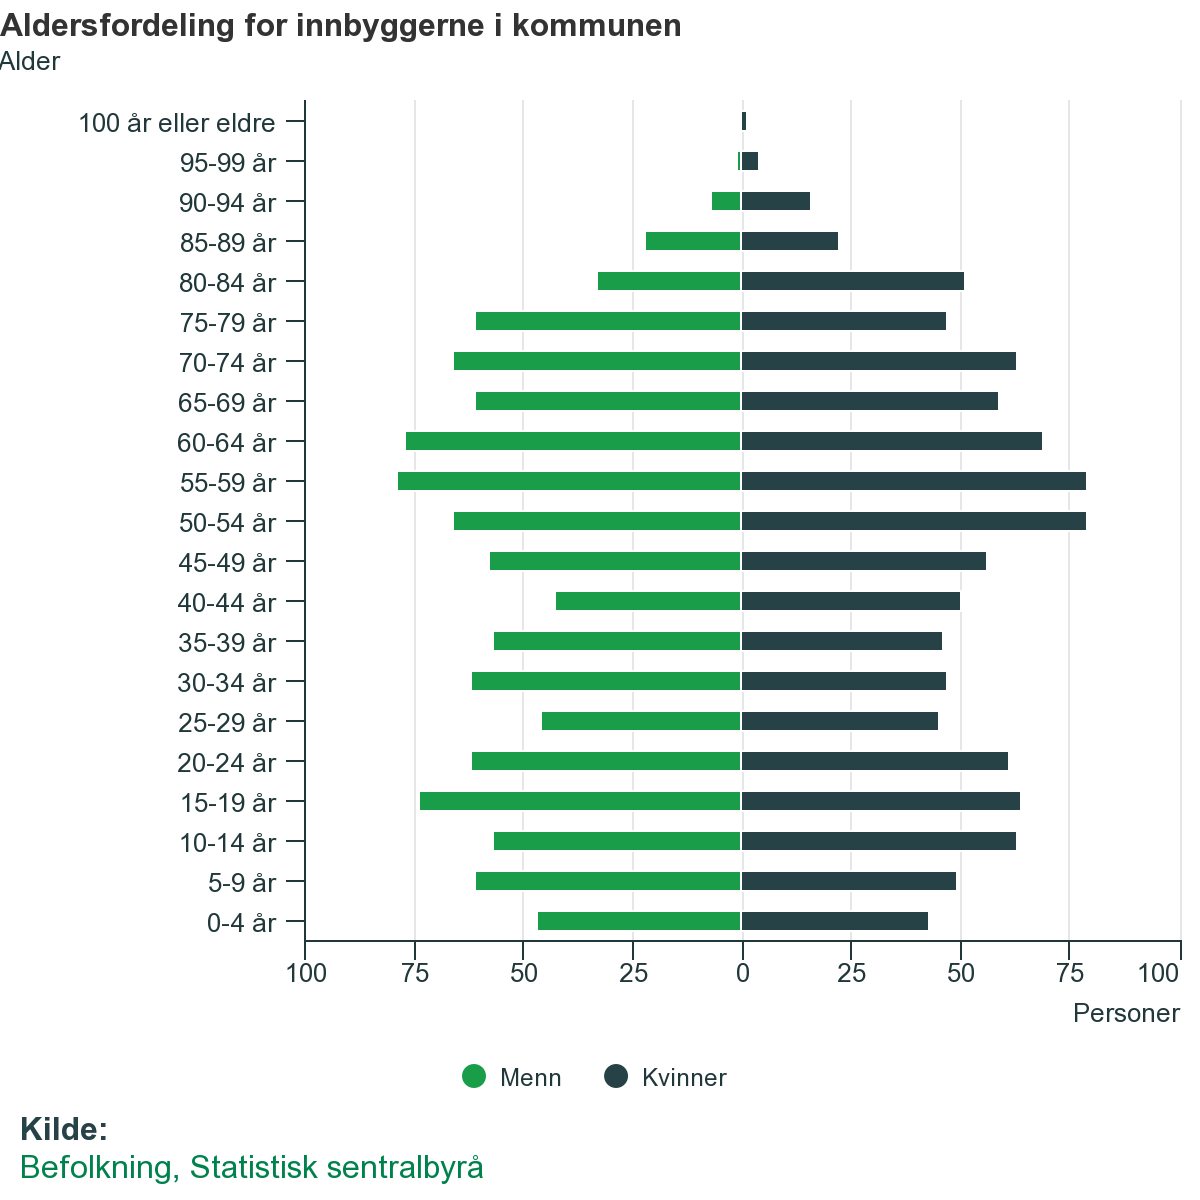 Aldersfordeling for innbyggerne i kommunen
Alder
100 år eller eldre
95-99 år
90-94 år
85-89 år
80-84 år
75-79 år
70-74 år
65-69 år
60-64 år
55-59 år
50-54 år
45-49 år
40-44 år
35-39 år
30-34 år
25-29 år
20-24 år
15-19 år
10-14 år
5-9 år
0-4 år
100 75 50 25 0 25 50 75 100
Personer
Menn Kvinner
Kilde:
Befolkning, Statistisk sentralbyrå